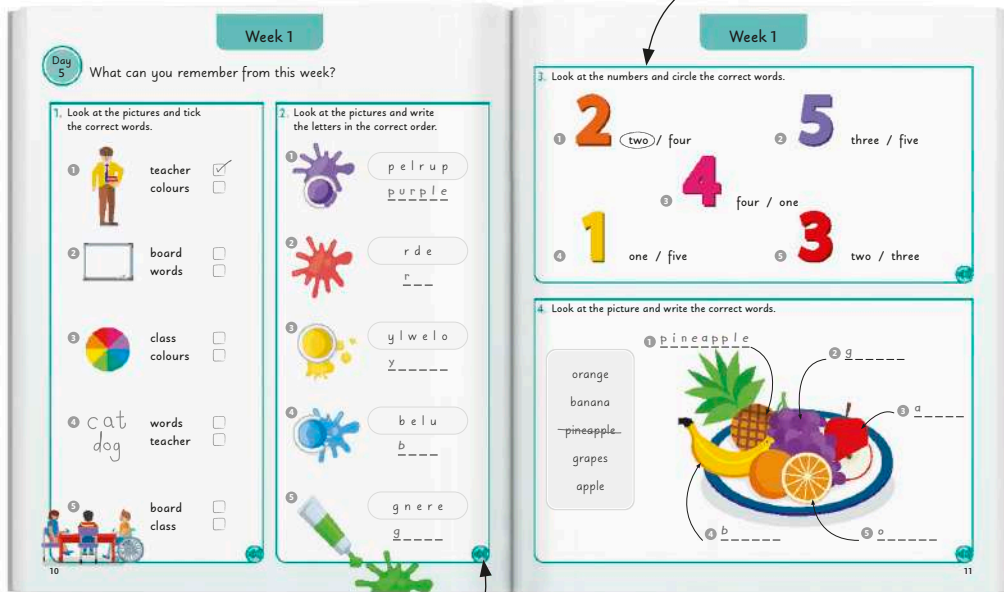 Week 1
Day
5
What can you remember from this week?
1. Look at the pictures and tick
the correct words.
1
teacher
colours
2
board
words
3
class
colours
4
cat
dog
words
teacher
5
board
class
10
2. Look at the pictures and write
the letters in the correct order.
1
p e l r u p
p u r p l e
2
r d e
r _ _
3
y l w e l o
y _ _ _ _ _
4
b e l u
b _ _ _
5
g n e r e
g _ _ _ _
Week 1
3. Look at the numbers and circle the correct words.
1
2
two / four
2
5
three / five
3
4
four / one
4
1
one / five
5
3
two / three
4. Look at the picture and write the correct words.
orange
banana
pineapple
grapes
apple
1 p i n e a p p l e
2 g _ _ _ _ _
3 a _ _ _ _
4 b _ _ _ _ _
5 o _ _ _ _ _
11